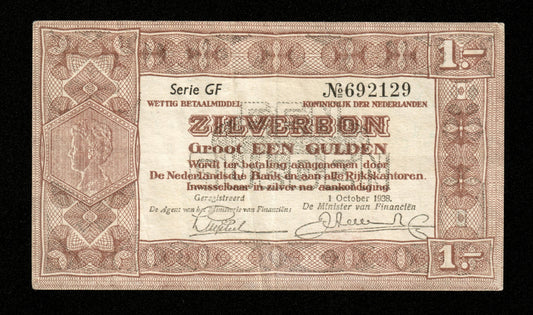 1.-
Serie GF № 692129
WETTIG BETAALMIDDEL KONINKRIJK DER NEDERLANDEN
ZILVERBON
Groot EEN GULDEN
Wordt ter betaling aangenomen door
De Nederlandsche Bank en aan alle Rijkskantoren.
Inwisselbaar in zilver na aankondiging
Geregistreerd 1 October 1938.
De Agent van het Ministerie van Financiën De Minister van Financiën
1.-